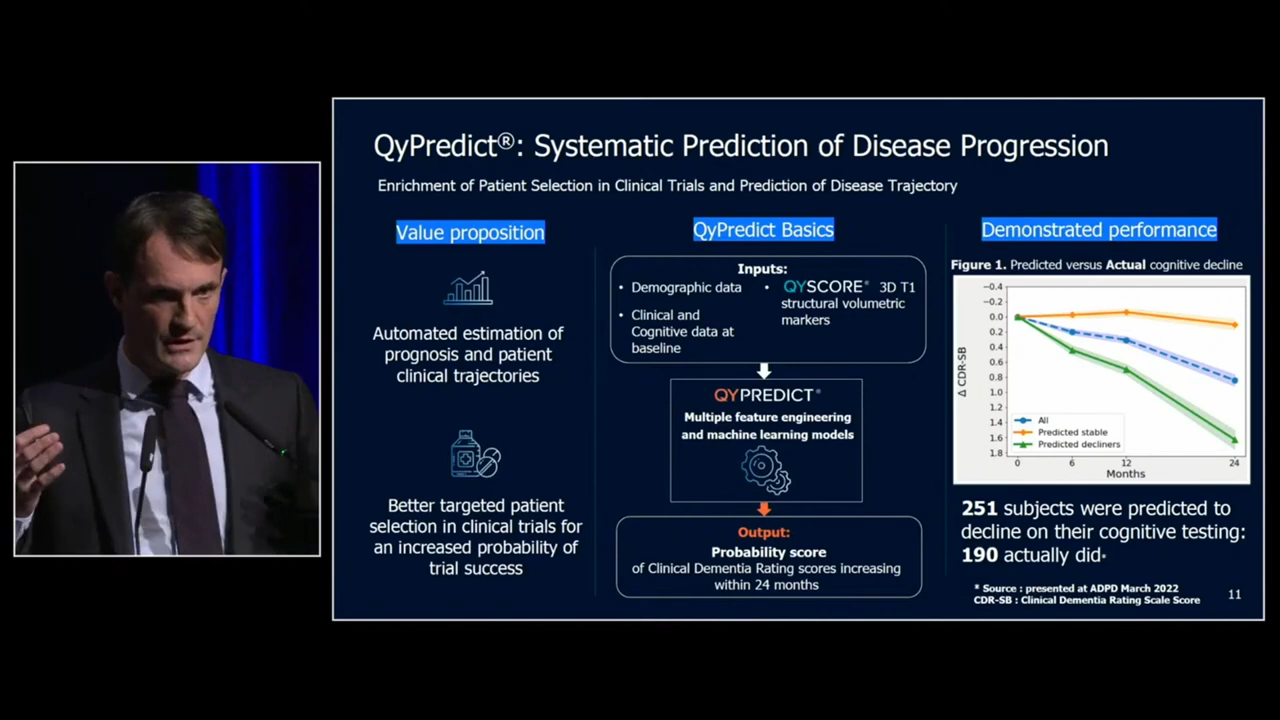 QyPredict®: Systematic Prediction of Disease Progression
Enrichment of Patient Selection in Clinical Trials and Prediction of Disease Trajectory
Value proposition
Automated estimation of
prognosis and patient
clinical trajectories
Better targeted patient
selection in clinical trials for
an increased probability of
trial success
QyPredict Basics
Inputs:
• Demographic data
• Clinical and
Cognitive data at
baseline
• QYSCORE® 3D T1
structural volumetric
markers
QYPREDICT®
Multiple feature engineering
and machine learning models
Output:
Probability score
of Clinical Dementia Rating scores increasing
within 24 months
Demonstrated performance
Figure 1. Predicted versus Actual cognitive decline
−0.4
−0.2
0.0
0.2
0.4
0.6
0.8
1.0
1.2
1.4
1.6
1.8
Δ CDR-SB
All
Predicted stable
Predicted decliners
0 6 12 24
Months
251 subjects were predicted to
decline on their cognitive testing:
190 actually did*
* Source : presented at ADPD March 2022
CDR-SB : Clinical Dementia Rating Scale Score
11